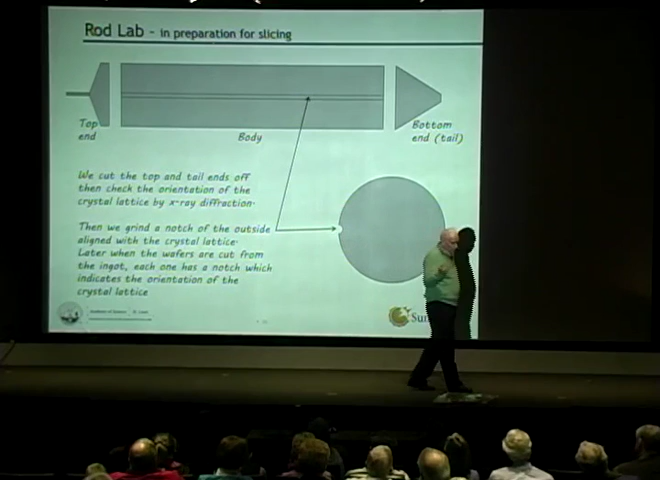 Rod Lab - in preparation for slicing
Top
end
Body
Bottom
end (tail)
We cut the top and tail ends off
then check the orientation of the
crystal lattice by x-ray diffraction.
Then we grind a notch of the outside
aligned with the crystal lattice.
Later when the wafers are cut from
the ingot, each one has a notch which
indicates the orientation of the
crystal lattice